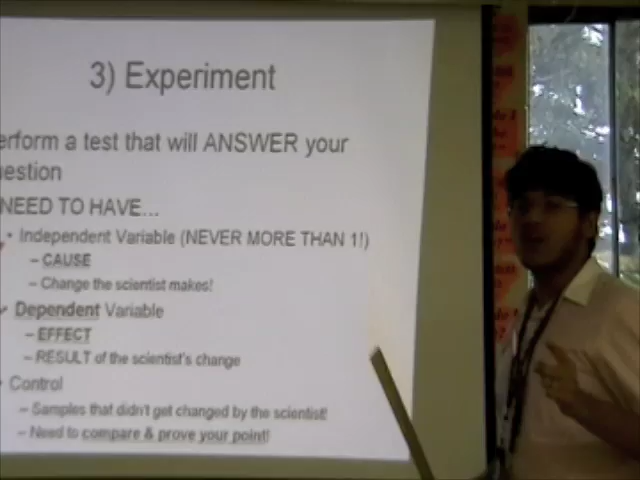 3) Experiment
erform a test that will ANSWER your
uestion
NEED TO HAVE...
• Independent Variable (NEVER MORE THAN 1!)
– CAUSE
– Change the scientist makes!
Dependent Variable
– EFFECT
– RESULT of the scientist's change
• Control
– Samples that didn't get changed by the scientist!
– Need to compare & prove your point!